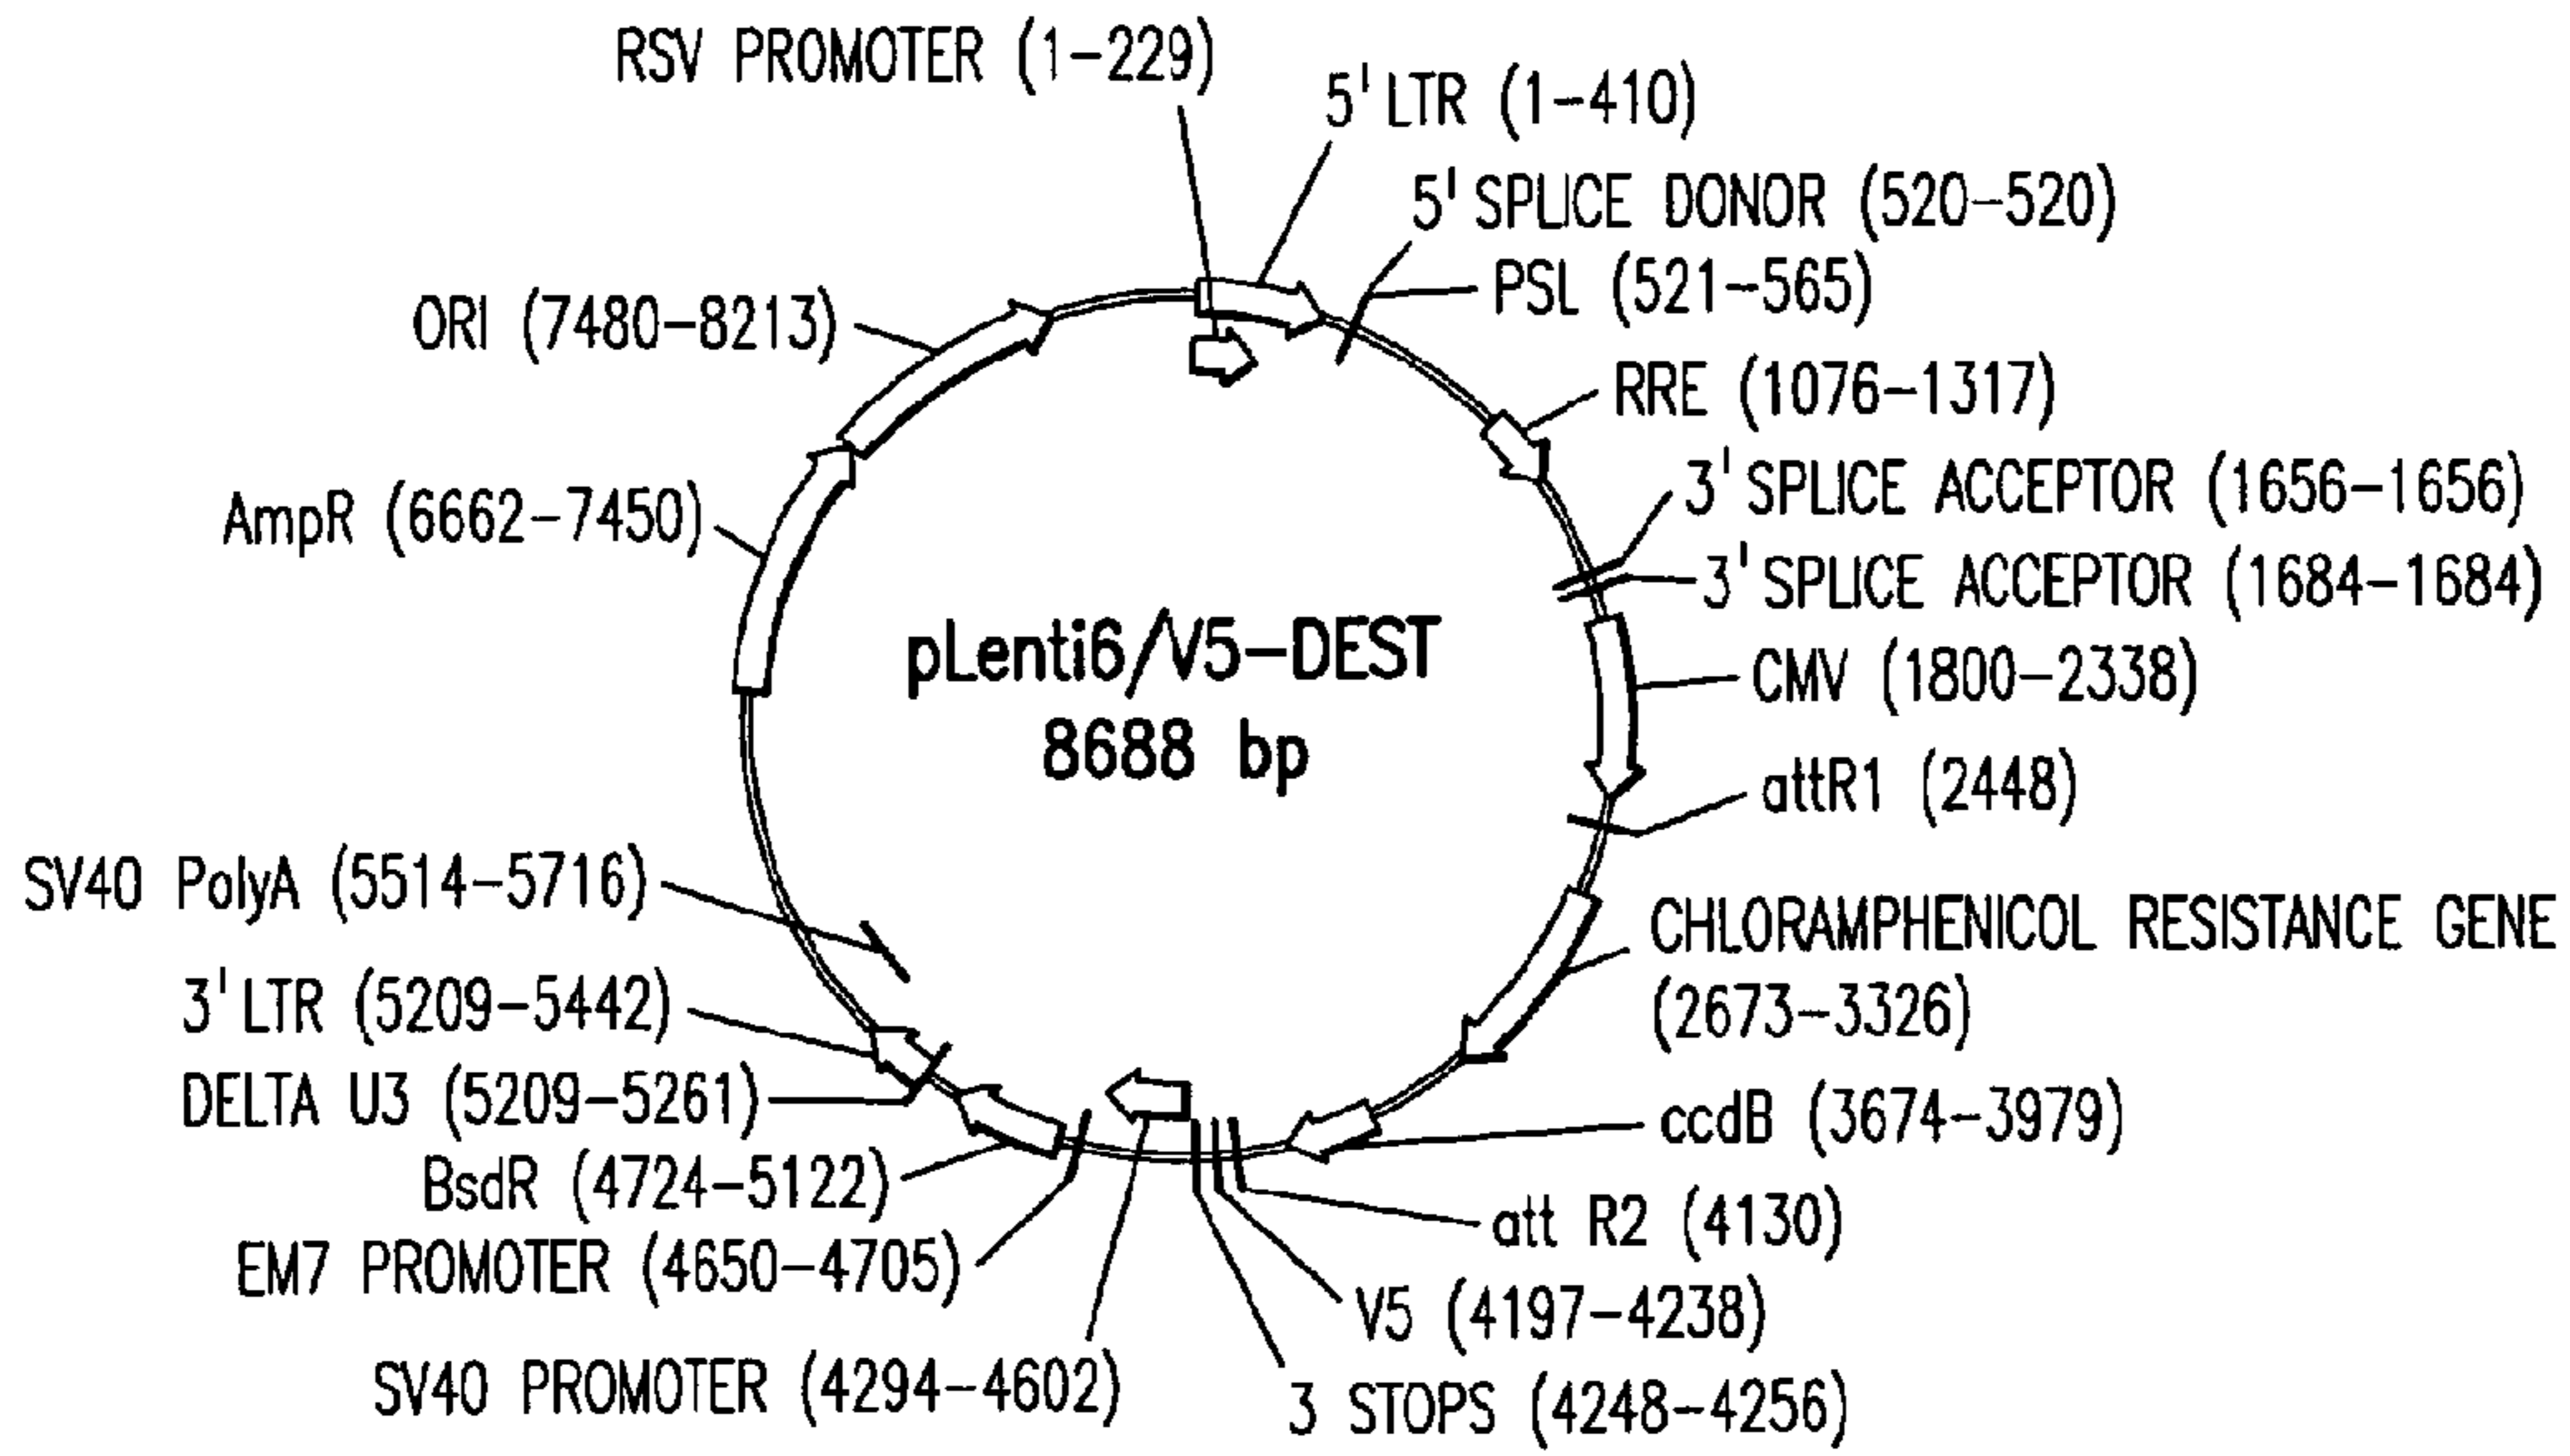 RSV PROMOTER (1-229)
5' LTR (1-410)
5' SPLICE DONOR (520-520)
PSL (521-565)
ORI (7480-8213)
RRE (1076-1317)
3' SPLICE ACCEPTOR (1656-1656)
AmpR (6662-7450)
3' SPLICE ACCEPTOR (1684-1684)
pLenti6/V5-DEST
8688 bp
CMV (1800-2338)
attR1 (2448)
SV40 PolyA (5514-5716)
CHLORAMPHENICOL RESISTANCE GENE
(2673-3326)
3' LTR (5209-5442)
DELTA U3 (5209-5261)
ccdB (3674-3979)
BsdR (4724-5122)
att R2 (4130)
EM7 PROMOTER (4650-4705)
V5 (4197-4238)
SV40 PROMOTER (4294-4602)
3 STOPS (4248-4256)